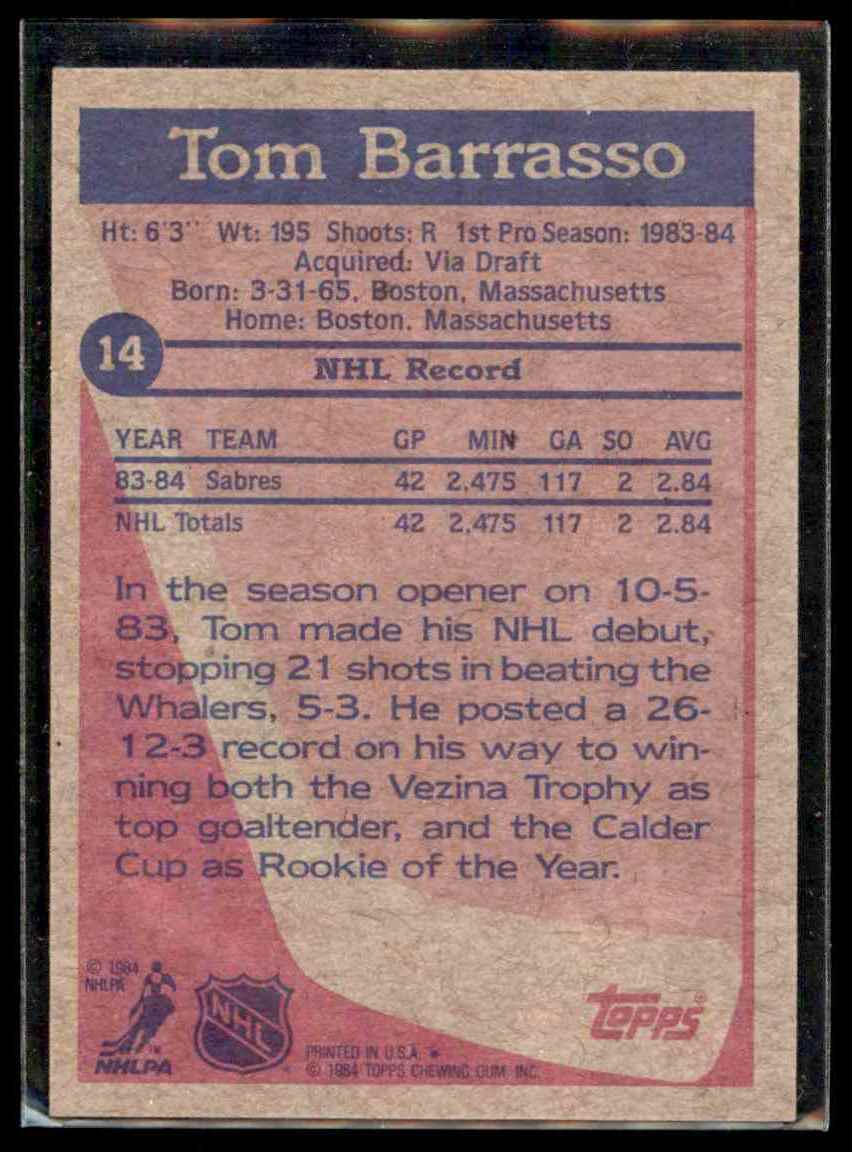 Tom Barrasso
Ht: 6'3" Wt: 195 Shoots: R 1st Pro Season: 1983-84
Acquired: Via Draft
Born: 3-31-65, Boston, Massachusetts
Home: Boston, Massachusetts
14
NHL Record
YEAR TEAM GP MIN GA SO AVG
83-84 Sabres 42 2,475 117 2 2.84
NHL Totals 42 2,475 117 2 2.84
In the season opener on 10-5-
83, Tom made his NHL debut,
stopping 21 shots in beating the
Whalers, 5-3. He posted a 26-
12-3 record on his way to win-
ning both the Vezina Trophy as
top goaltender, and the Calder
Cup as Rookie of the Year.
© 1984
NHLPA
NHLPA
NHL
PRINTED IN U.S.A. *
© 1984 TOPPS CHEWING GUM, INC.
topps®